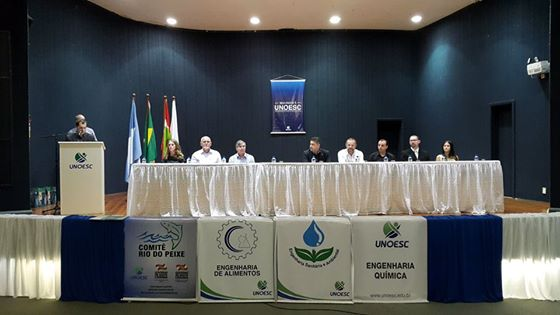 UNOESC
UNOESC
COMITÊ
RIO DO PEIXE
ENGENHARIA
DE ALIMENTOS
UNOESC
Engenharia Sanitária e Ambiental
UNOESC
UNOESC
ENGENHARIA
QUÍMICA
www.unoesc.edu.br